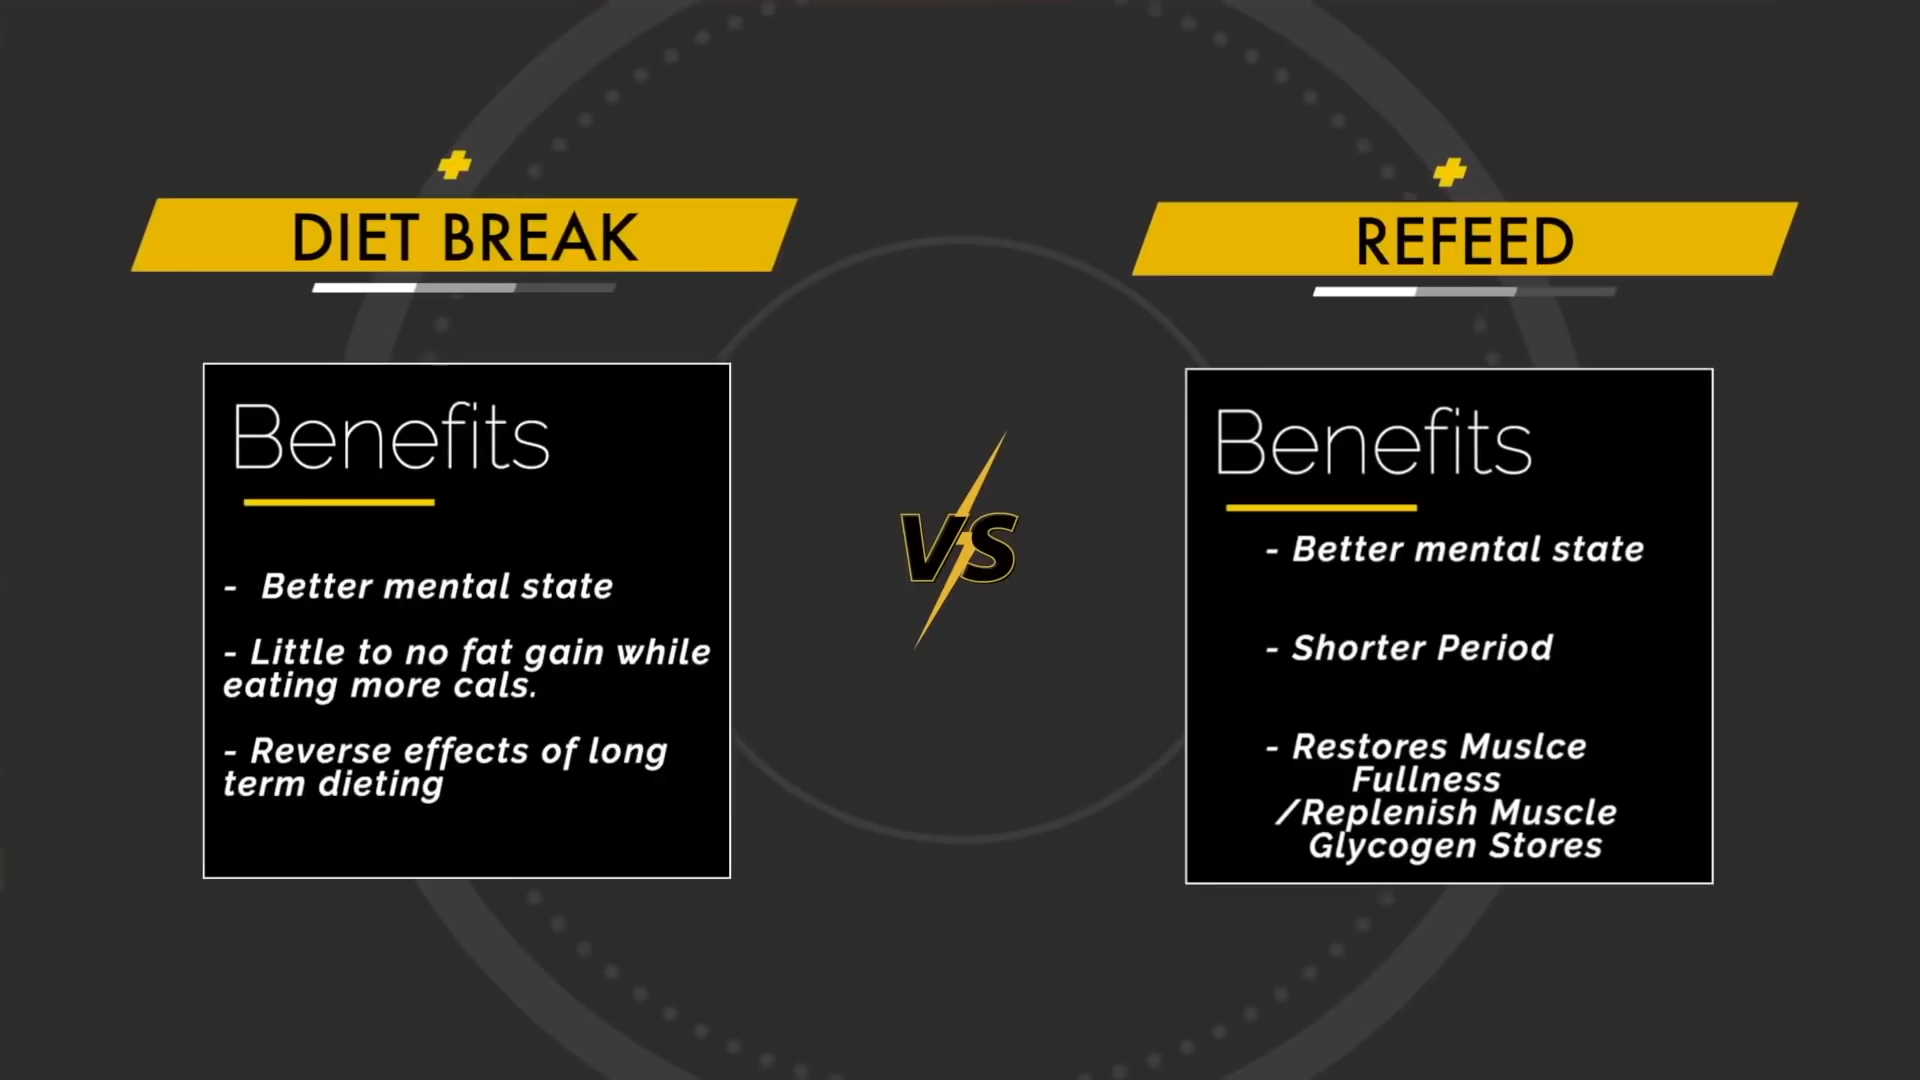 DIET BREAK
Benefits
- Better mental state
- Little to no fat gain while
eating more cals.
- Reverse effects of long
term dieting
VS
REFEED
Benefits
- Better mental state
- Shorter Period
- Restores Muslce
Fullness
/Replenish Muscle
Glycogen Stores